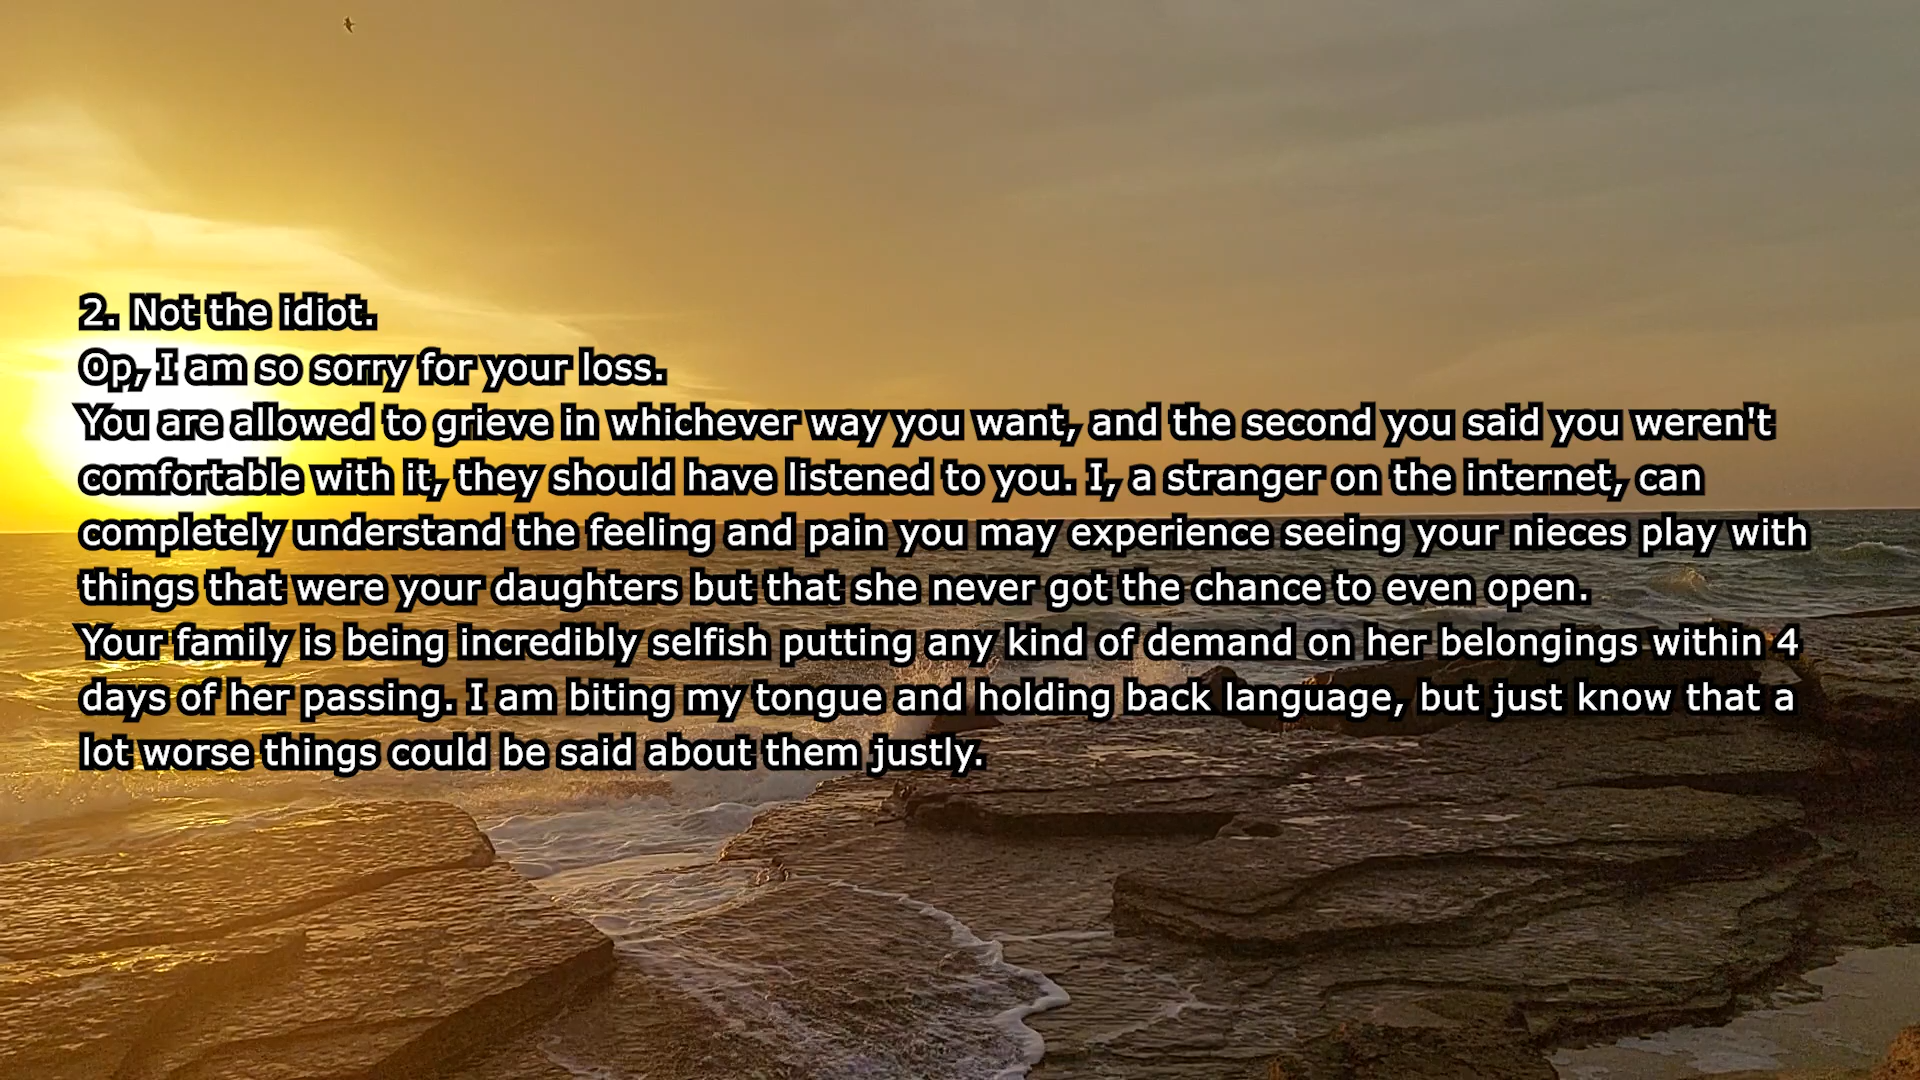 2. Not the idiot.
Op, I am so sorry for your loss.
You are allowed to grieve in whichever way you want, and the second you said you weren't
comfortable with it, they should have listened to you. I, a stranger on the internet, can
completely understand the feeling and pain you may experience seeing your nieces play with
things that were your daughters but that she never got the chance to even open.
Your family is being incredibly selfish putting any kind of demand on her belongings within 4
days of her passing. I am biting my tongue and holding back language, but just know that a
lot worse things could be said about them justly.